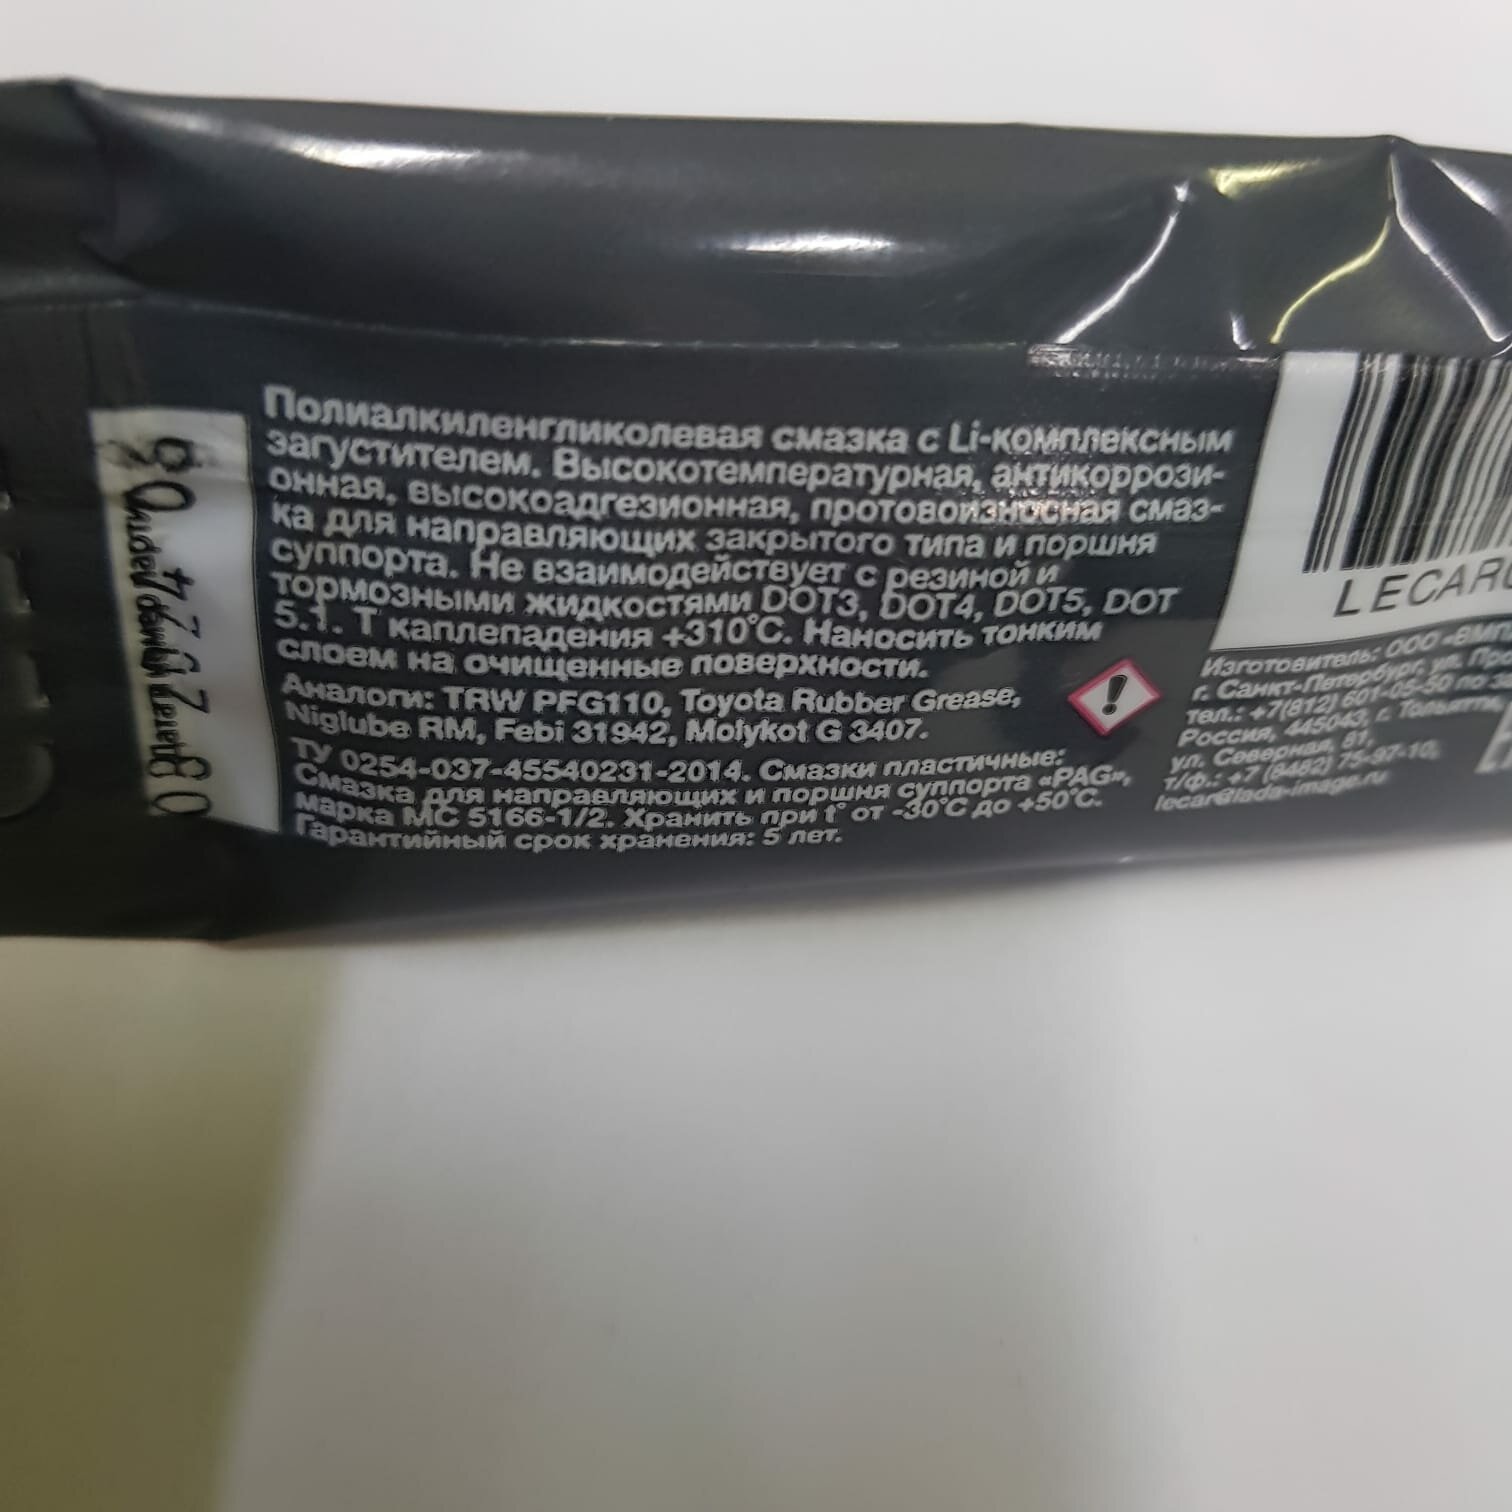 Полиалкиленгликолевая смазка с Li-комплексным
загустителем. Высокотемпературная, антикоррози-
онная, высокоадгезионная, противоизносная смаз-
ка для направляющих закрытого типа и поршня
суппорта. Не взаимодействует с резиной и
тормозными жидкостями DOT3, DOT4, DOT5, DOT
5.1. Т каплепадения +310°С. Наносить тонким
слоем на очищенные поверхности.
Аналоги: TRW PFG110, Toyota Rubber Grease,
Niglube RM, Febi 31942, Molykot G 3407.
ТУ 0254-037-45540231-2014. Смазки пластичные:
Смазка для направляющих и поршня суппорта «PAG»,
марка МС 5166-1/2. Хранить при t° от -30°С до +50°С.
Гарантийный срок хранения: 5 лет.
LECAR
Изготовитель: ООО «ВМП
г. Санкт-Петербург, ул.
тел.: +7(812) 601-05-50 по
Россия, 445043, г. Тольятти,
ул. Северная, 81,
т/ф.: +7 (8482) 75-97-10,
lecar@lada-image.ru